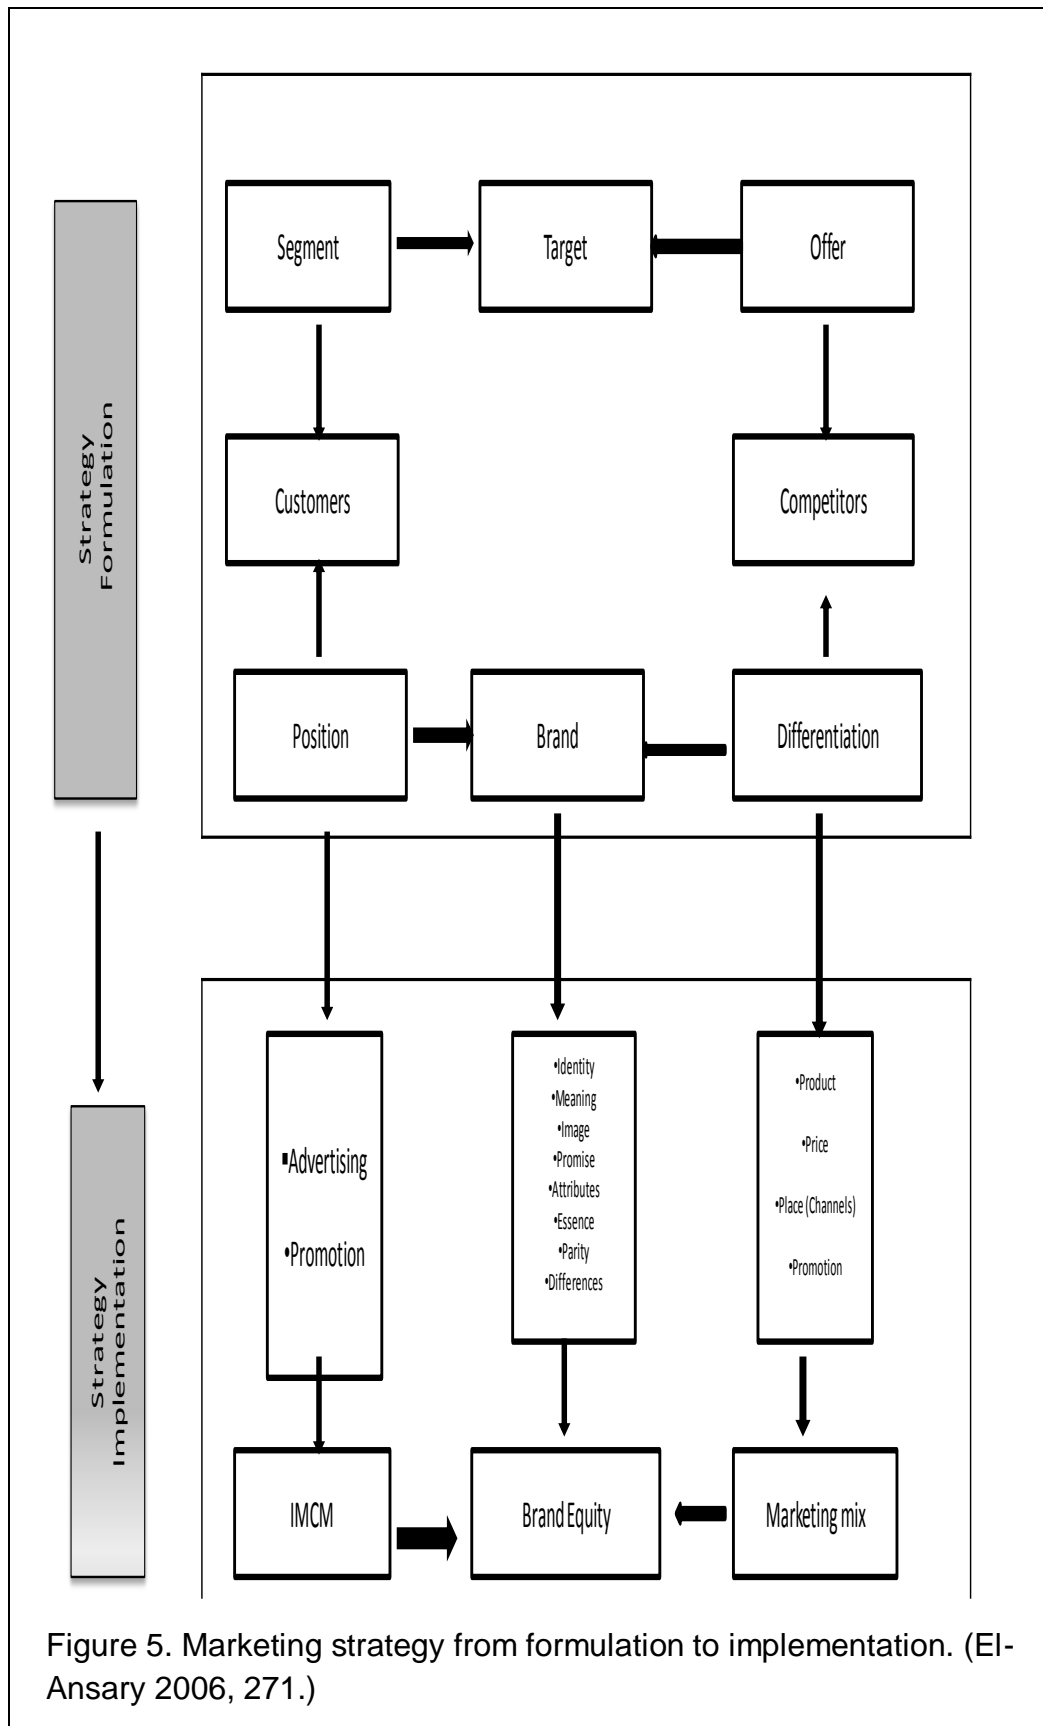 Strategy
Formulation
Segment
Target
Offer
Customers
Competitors
Position
Brand
Differentiation
Strategy
Implementation
▪Advertising
•Promotion
•Identity
•Meaning
•Image
•Promise
•Attributes
•Essence
•Parity
•Differences
•Product
•Price
•Place (Channels)
•Promotion
IMCM
Brand Equity
Marketing mix
Figure 5. Marketing strategy from formulation to implementation. (El-
Ansary 2006, 271.)